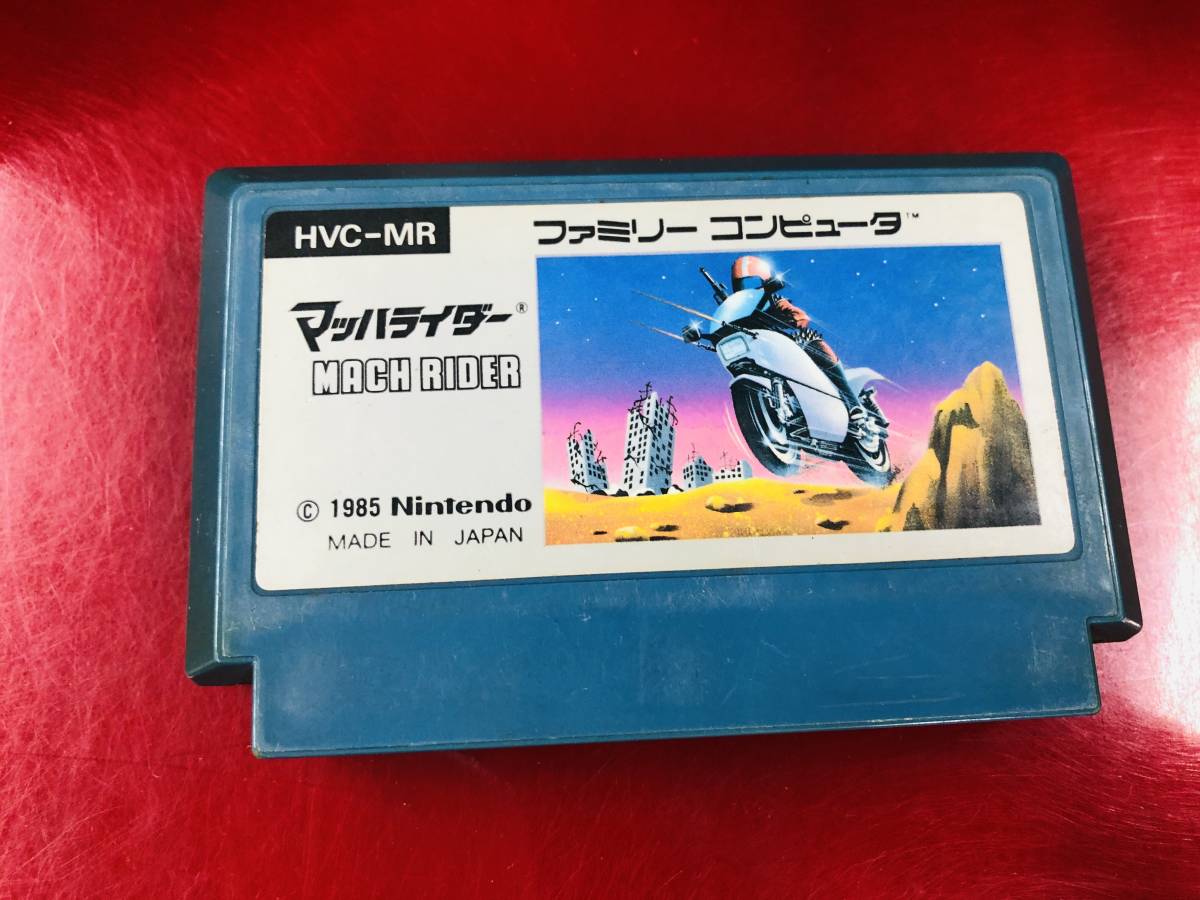 HVC-MR
ファミリー コンピュータ™
マッハライダー®
MACH RIDER
© 1985 Nintendo
MADE IN JAPAN